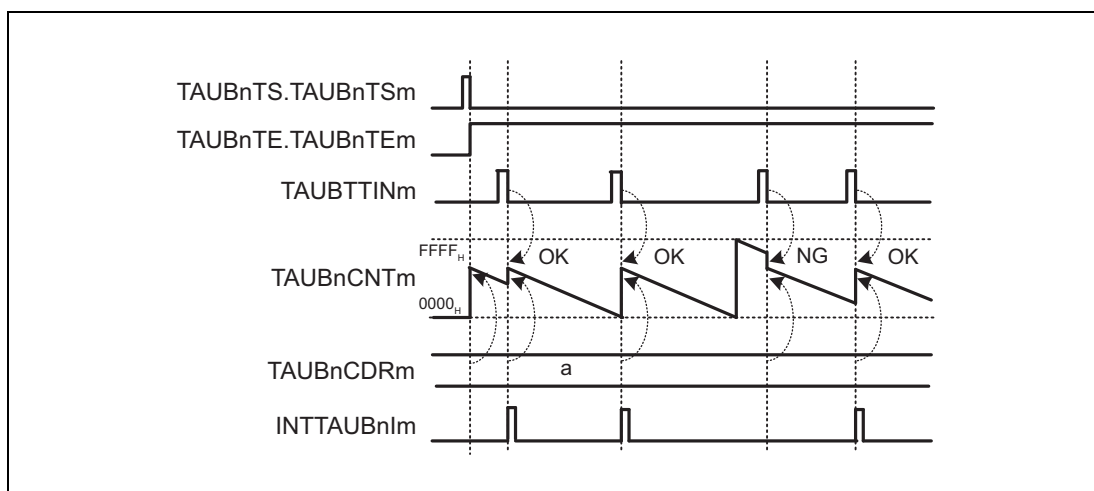 TAUBnTS.TAUBnTSm
TAUBnTE.TAUBnTEm
TAUBTTINm
FFFFH
OK OK NG OK
TAUBnCNTm
0000H
TAUBnCDRm a
INTTAUBnIm